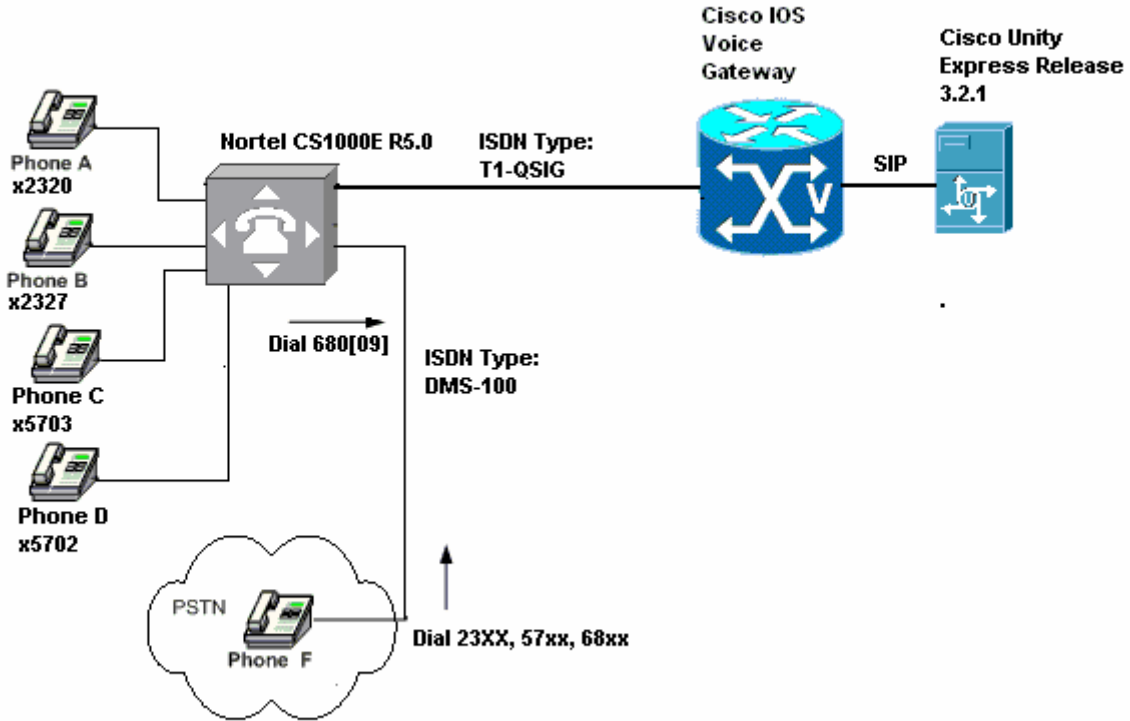 Cisco IOS
Voice
Gateway
Cisco Unity
Express Release
3.2.1
Phone A
x2320
Nortel CS1000E R5.0
ISDN Type:
T1-QSIG
V
SIP
U
Phone B
x2327
Dial 680[09]
ISDN Type:
DMS-100
Phone C
x5703
Phone D
x5702
PSTN
Phone F
Dial 23XX, 57xx, 68xx